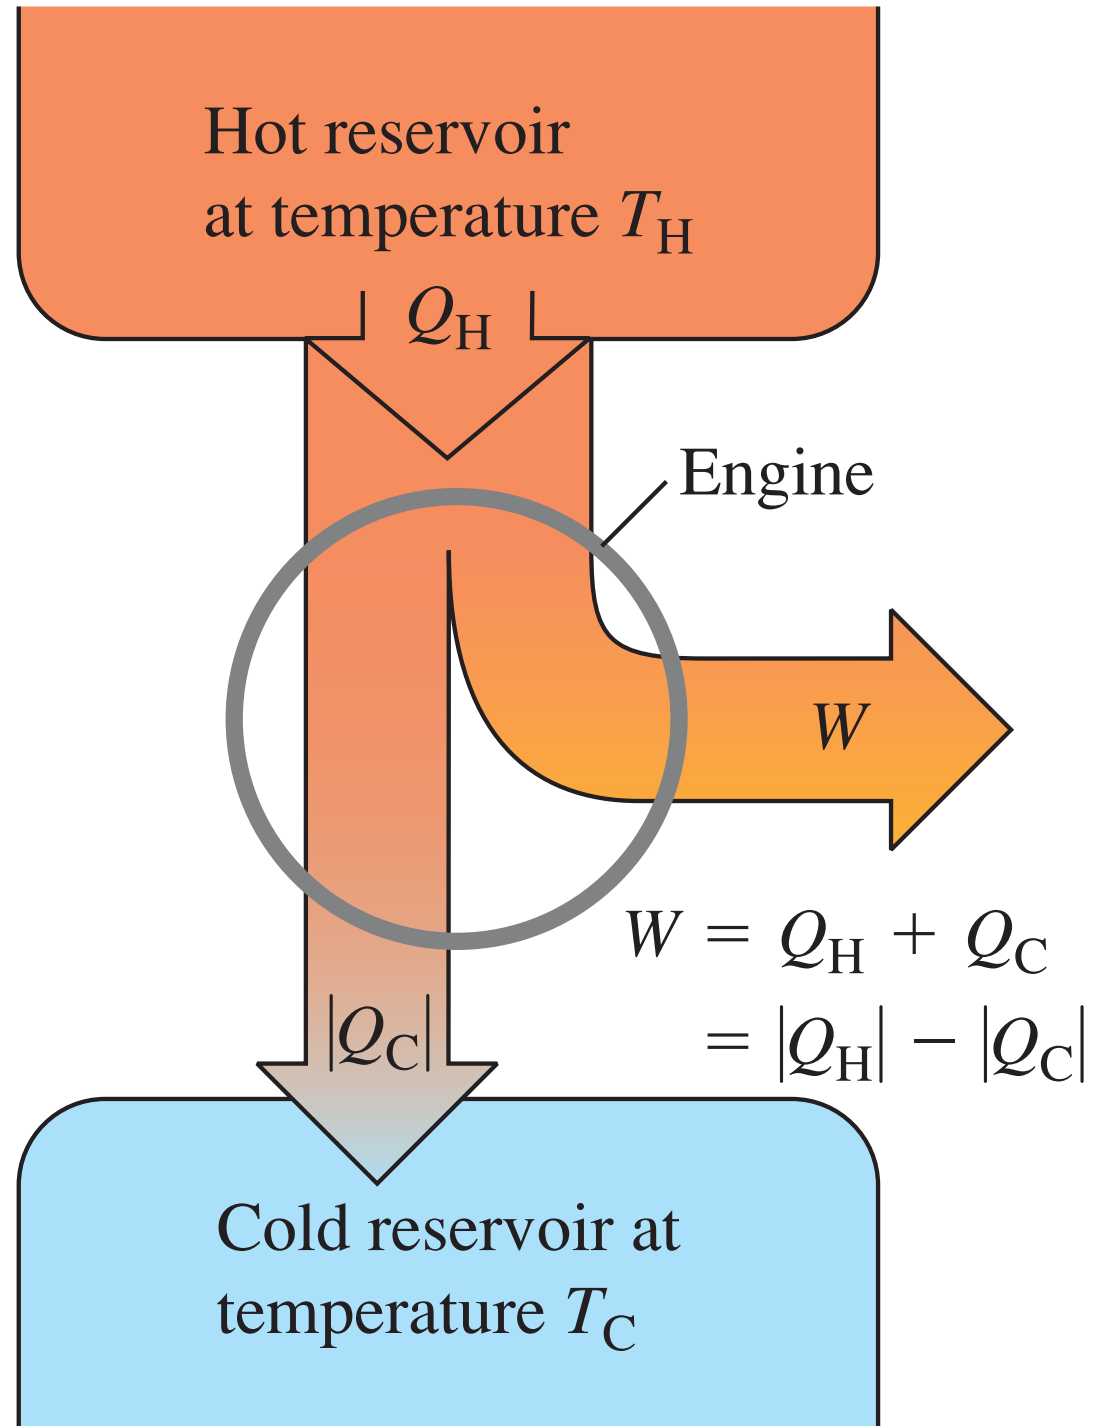 Hot reservoir
at temperature T_H
Q_H
Engine
W
W = Q_H + Q_C
= |Q_H| − |Q_C|
|Q_C|
Cold reservoir at
temperature T_C